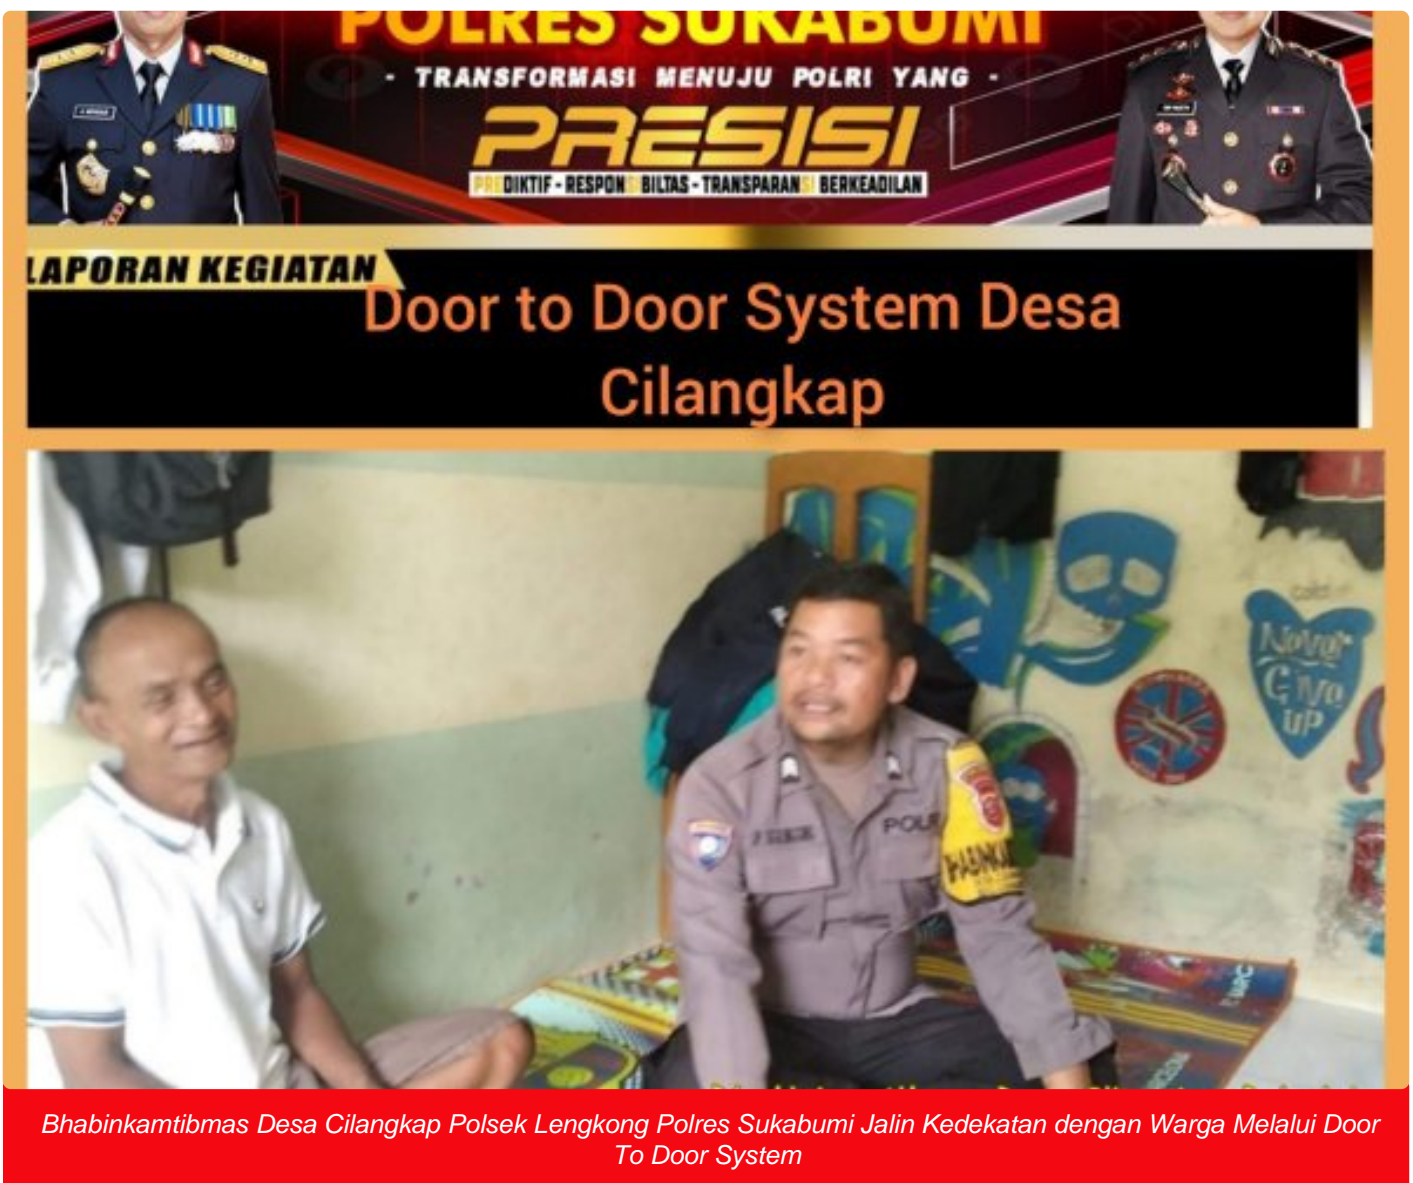 POLRES SUKABUMI
- TRANSFORMASI MENUJU POLRI YANG -
PRESISI
PREDIKTIF - RESPONSIBILTAS - TRANSPARANSI BERKEADILAN
LAPORAN KEGIATAN
Door to Door System Desa
Cilangkap
Never
Give
UP
POLRI
Bhabinkamtibmas Desa Cilangkap Polsek Lengkong Polres Sukabumi Jalin Kedekatan dengan Warga Melalui Door
To Door System